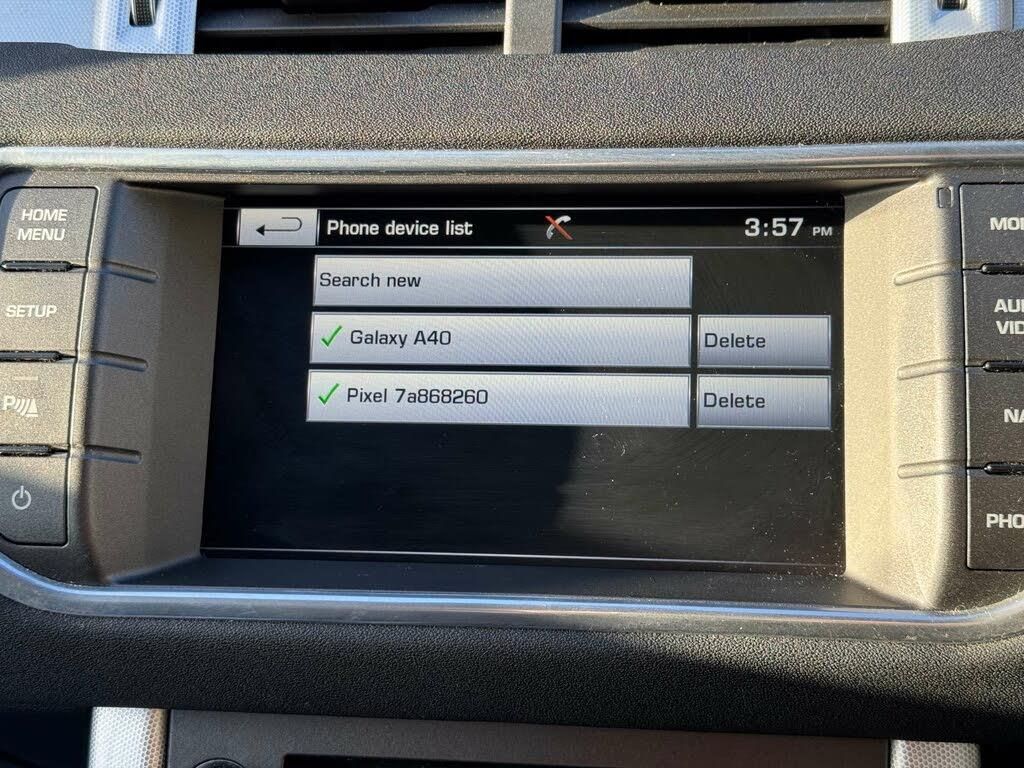 HOME
MENU
SETUP
P
Phone device list
3:57 PM
Search new
Galaxy A40
Delete
Pixel 7a868260
Delete